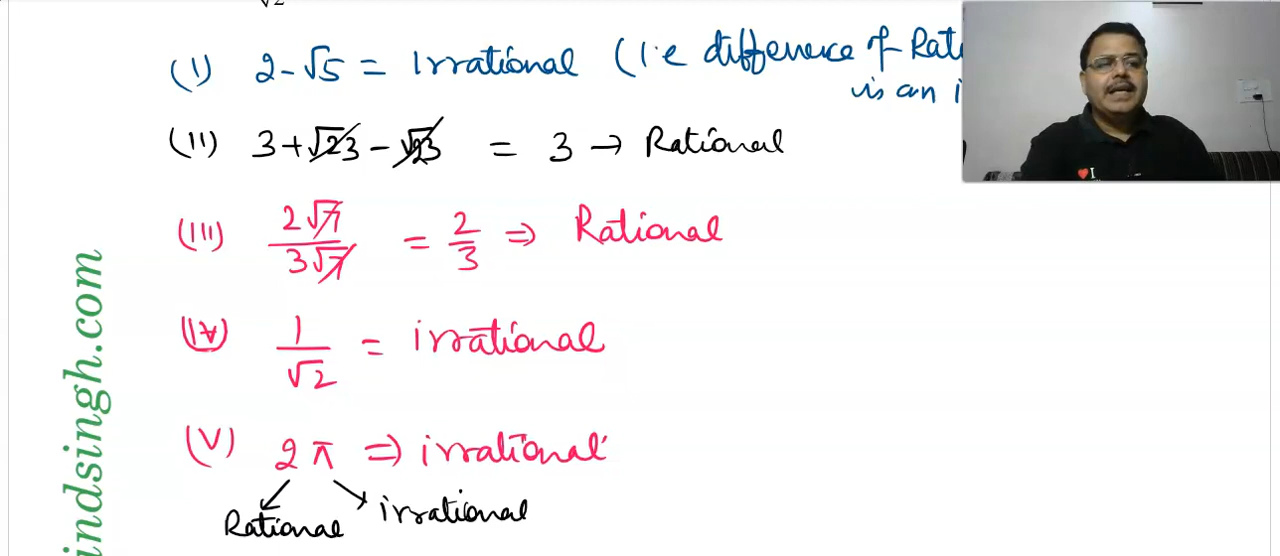 √2
(I) 2-√5 = Irrational (i.e difference of
is an
(II) 3+√23-√23 = 3 → Rational
(III) 2√7/3√7 = 2/3 ⇒ Rational
(IV) 1/√2 = irrational
(V) 2π ⇒ irrational
Rational irrational
indsingh.com
I